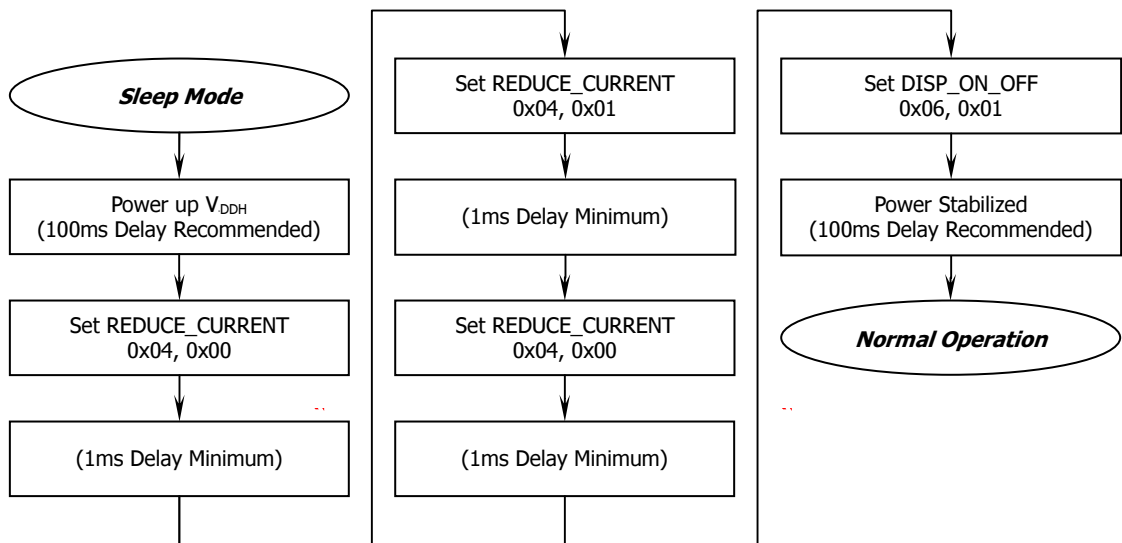 Sleep Mode
Power up VDDH
(100ms Delay Recommended)
Set REDUCE_CURRENT
0x04, 0x00
(1ms Delay Minimum)
Set REDUCE_CURRENT
0x04, 0x01
(1ms Delay Minimum)
Set REDUCE_CURRENT
0x04, 0x00
(1ms Delay Minimum)
Set DISP_ON_OFF
0x06, 0x01
Power Stabilized
(100ms Delay Recommended)
Normal Operation